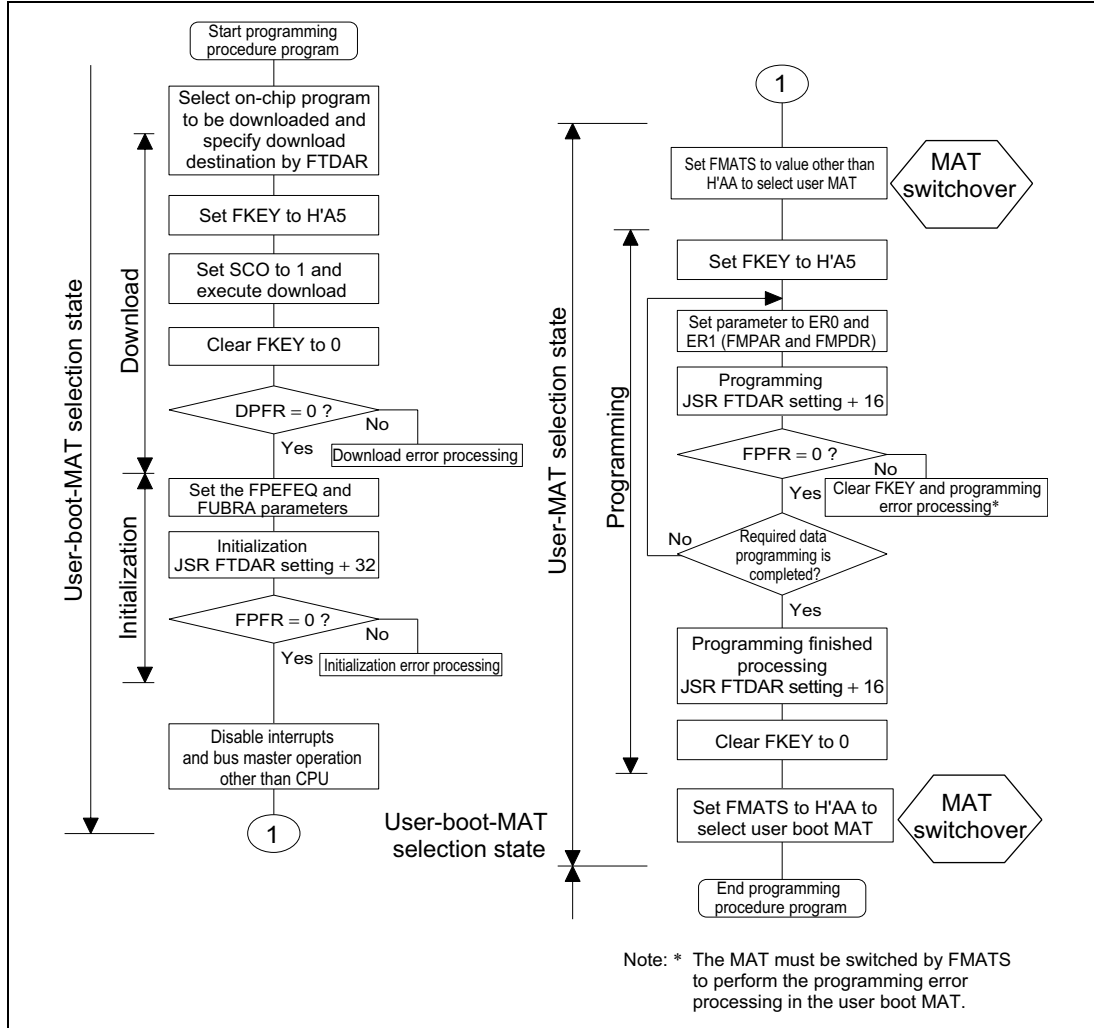 Start programming
procedure program
Select on-chip program
to be downloaded and
specify download
destination by FTDAR
Set FKEY to H'A5
Set SCO to 1 and
execute download
Clear FKEY to 0
DPFR = 0 ?
No
Yes
Download error processing
Set the FPEFEQ and
FUBRA parameters
Initialization
JSR FTDAR setting + 32
FPFR = 0 ?
No
Yes
Initialization error processing
Disable interrupts
and bus master operation
other than CPU
1
User-boot-MAT selection state
Download
Initialization
1
Set FMATS to value other than
H'AA to select user MAT
MAT
switchover
Set FKEY to H'A5
Set parameter to ER0 and
ER1 (FMPAR and FMPDR)
Programming
JSR FTDAR setting + 16
FPFR = 0 ?
No
Yes
Clear FKEY and programming
error processing*
Required data
programming is
completed?
No
Yes
Programming finished
processing
JSR FTDAR setting + 16
Clear FKEY to 0
Set FMATS to H'AA to
select user boot MAT
MAT
switchover
End programming
procedure program
User-MAT selection state
Programming
User-boot-MAT
selection state
Note: * The MAT must be switched by FMATS
to perform the programming error
processing in the user boot MAT.